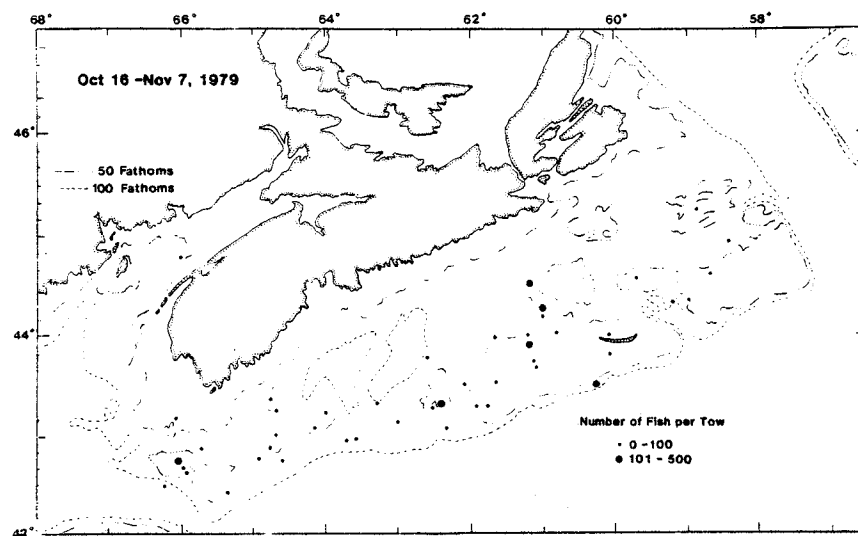 68° 66° 64° 62° 60° 58°
Oct 16 -Nov 7, 1979
46°
50 Fathoms
100 Fathoms
44°
Number of Fish per Tow
0 -100
101 - 500
42°